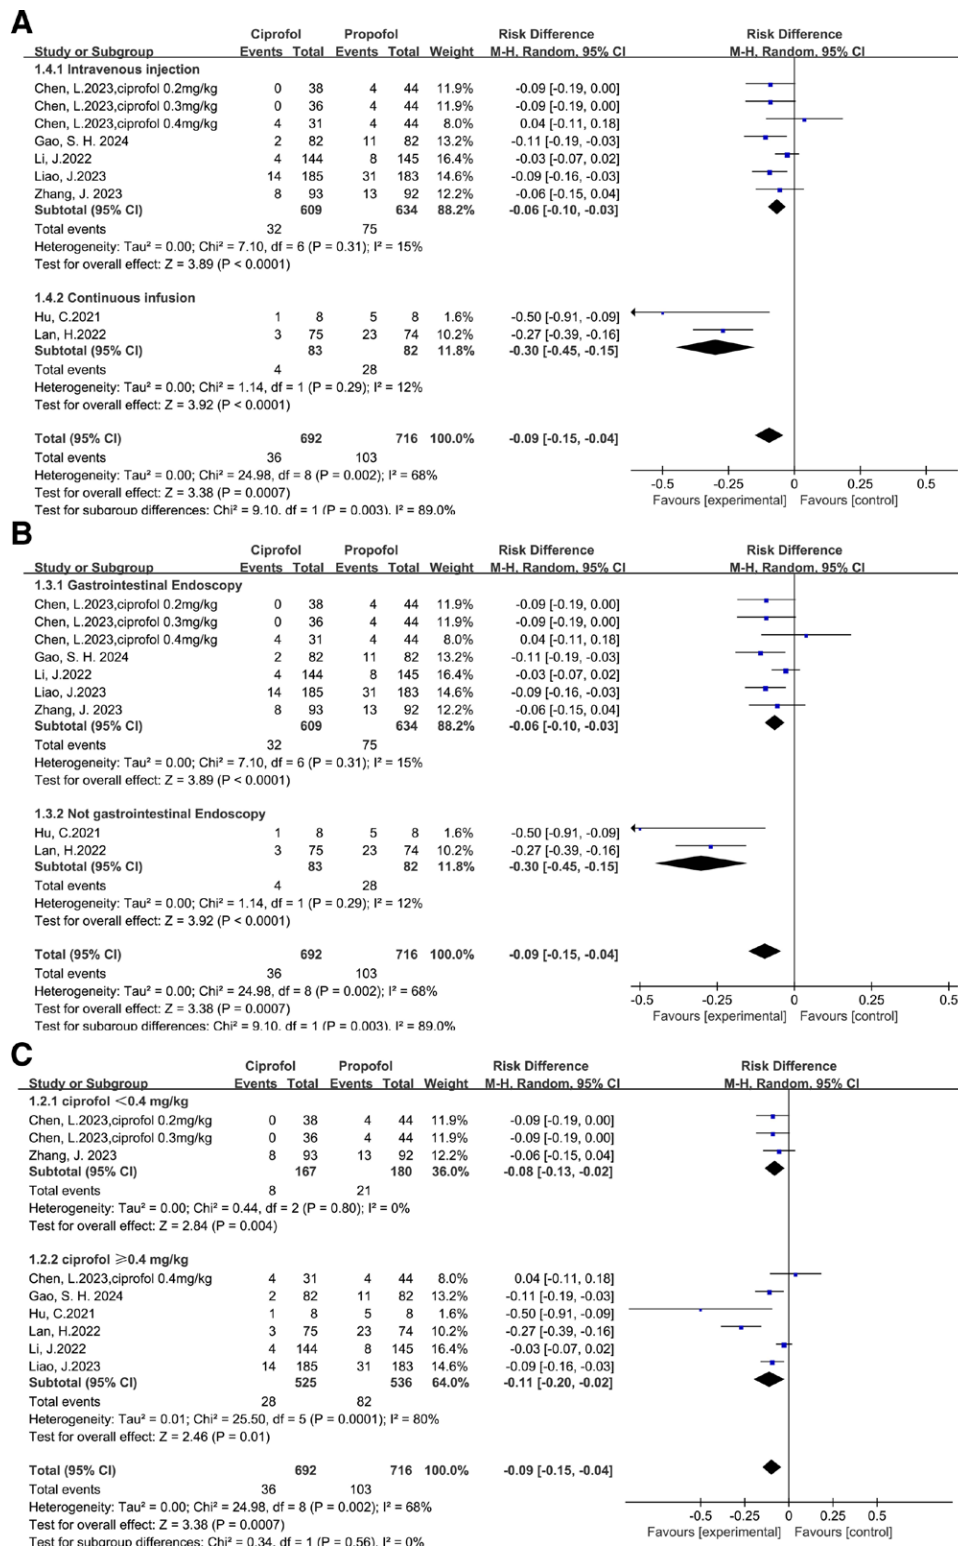 A
Ciprofol Propofol Risk Difference Risk Difference
Study or Subgroup Events Total Events Total Weight M-H, Random, 95% CI M-H, Random, 95% CI
1.4.1 Intravenous injection
Chen, L.2023,ciprofol 0.2mg/kg 0 38 4 44 11.9% -0.09 [-0.19, 0.00]
Chen, L.2023,ciprofol 0.3mg/kg 0 36 4 44 11.9% -0.09 [-0.19, 0.00]
Chen, L.2023,ciprofol 0.4mg/kg 4 31 4 44 8.0% 0.04 [-0.11, 0.18]
Gao, S. H. 2024 2 82 11 82 13.2% -0.11 [-0.19, -0.03]
Li, J.2022 4 144 8 145 16.4% -0.03 [-0.07, 0.02]
Liao, J.2023 14 185 31 183 14.6% -0.09 [-0.16, -0.03]
Zhang, J. 2023 8 93 13 92 12.2% -0.06 [-0.15, 0.04]
Subtotal (95% CI) 609 634 88.2% -0.06 [-0.10, -0.03]
Total events 32 75
Heterogeneity: Tau² = 0.00; Chi² = 7.10, df = 6 (P = 0.31); I² = 15%
Test for overall effect: Z = 3.89 (P < 0.0001)
1.4.2 Continuous infusion
Hu, C.2021 1 8 5 8 1.6% -0.50 [-0.91, -0.09]
Lan, H.2022 3 75 23 74 10.2% -0.27 [-0.39, -0.16]
Subtotal (95% CI) 83 82 11.8% -0.30 [-0.45, -0.15]
Total events 4 28
Heterogeneity: Tau² = 0.00; Chi² = 1.14, df = 1 (P = 0.29); I² = 12%
Test for overall effect: Z = 3.92 (P < 0.0001)
Total (95% CI) 692 716 100.0% -0.09 [-0.15, -0.04]
Total events 36 103
Heterogeneity: Tau² = 0.00; Chi² = 24.98, df = 8 (P = 0.002); I² = 68%
Test for overall effect: Z = 3.38 (P = 0.0007)
Test for subgroup differences: Chi² = 9.10, df = 1 (P = 0.003), I² = 89.0%
-0.5 -0.25 0 0.25 0.5
Favours [experimental] Favours [control]
B
Ciprofol Propofol Risk Difference Risk Difference
Study or Subgroup Events Total Events Total Weight M-H, Random, 95% CI M-H, Random, 95% CI
1.3.1 Gastrointestinal Endoscopy
Chen, L.2023,ciprofol 0.2mg/kg 0 38 4 44 11.9% -0.09 [-0.19, 0.00]
Chen, L.2023,ciprofol 0.3mg/kg 0 36 4 44 11.9% -0.09 [-0.19, 0.00]
Chen, L.2023,ciprofol 0.4mg/kg 4 31 4 44 8.0% 0.04 [-0.11, 0.18]
Gao, S. H. 2024 2 82 11 82 13.2% -0.11 [-0.19, -0.03]
Li, J.2022 4 144 8 145 16.4% -0.03 [-0.07, 0.02]
Liao, J.2023 14 185 31 183 14.6% -0.09 [-0.16, -0.03]
Zhang, J. 2023 8 93 13 92 12.2% -0.06 [-0.15, 0.04]
Subtotal (95% CI) 609 634 88.2% -0.06 [-0.10, -0.03]
Total events 32 75
Heterogeneity: Tau² = 0.00; Chi² = 7.10, df = 6 (P = 0.31); I² = 15%
Test for overall effect: Z = 3.89 (P < 0.0001)
1.3.2 Not gastrointestinal Endoscopy
Hu, C.2021 1 8 5 8 1.6% -0.50 [-0.91, -0.09]
Lan, H.2022 3 75 23 74 10.2% -0.27 [-0.39, -0.16]
Subtotal (95% CI) 83 82 11.8% -0.30 [-0.45, -0.15]
Total events 4 28
Heterogeneity: Tau² = 0.00; Chi² = 1.14, df = 1 (P = 0.29); I² = 12%
Test for overall effect: Z = 3.92 (P < 0.0001)
Total (95% CI) 692 716 100.0% -0.09 [-0.15, -0.04]
Total events 36 103
Heterogeneity: Tau² = 0.00; Chi² = 24.98, df = 8 (P = 0.002); I² = 68%
Test for overall effect: Z = 3.38 (P = 0.0007)
Test for subgroup differences: Chi² = 9.10, df = 1 (P = 0.003), I² = 89.0%
-0.5 -0.25 0 0.25 0.5
Favours [experimental] Favours [control]
C
Ciprofol Propofol Risk Difference Risk Difference
Study or Subgroup Events Total Events Total Weight M-H, Random, 95% CI M-H, Random, 95% CI
1.2.1 ciprofol <0.4 mg/kg
Chen, L.2023,ciprofol 0.2mg/kg 0 38 4 44 11.9% -0.09 [-0.19, 0.00]
Chen, L.2023,ciprofol 0.3mg/kg 0 36 4 44 11.9% -0.09 [-0.19, 0.00]
Zhang, J. 2023 8 93 13 92 12.2% -0.06 [-0.15, 0.04]
Subtotal (95% CI) 167 180 36.0% -0.08 [-0.13, -0.02]
Total events 8 21
Heterogeneity: Tau² = 0.00; Chi² = 0.44, df = 2 (P = 0.80); I² = 0%
Test for overall effect: Z = 2.84 (P = 0.004)
1.2.2 ciprofol ≥0.4 mg/kg
Chen, L.2023,ciprofol 0.4mg/kg 4 31 4 44 8.0% 0.04 [-0.11, 0.18]
Gao, S. H. 2024 2 82 11 82 13.2% -0.11 [-0.19, -0.03]
Hu, C.2021 1 8 5 8 1.6% -0.50 [-0.91, -0.09]
Lan, H.2022 3 75 23 74 10.2% -0.27 [-0.39, -0.16]
Li, J.2022 4 144 8 145 16.4% -0.03 [-0.07, 0.02]
Liao, J.2023 14 185 31 183 14.6% -0.09 [-0.16, -0.03]
Subtotal (95% CI) 525 536 64.0% -0.11 [-0.20, -0.02]
Total events 28 82
Heterogeneity: Tau² = 0.01; Chi² = 25.50, df = 5 (P = 0.0001); I² = 80%
Test for overall effect: Z = 2.46 (P = 0.01)
Total (95% CI) 692 716 100.0% -0.09 [-0.15, -0.04]
Total events 36 103
Heterogeneity: Tau² = 0.00; Chi² = 24.98, df = 8 (P = 0.002); I² = 68%
Test for overall effect: Z = 3.38 (P = 0.0007)
Test for subgroup differences: Chi² = 0.34, df = 1 (P = 0.56), I² = 0%
-0.5 -0.25 0 0.25 0.5
Favours [experimental] Favours [control]